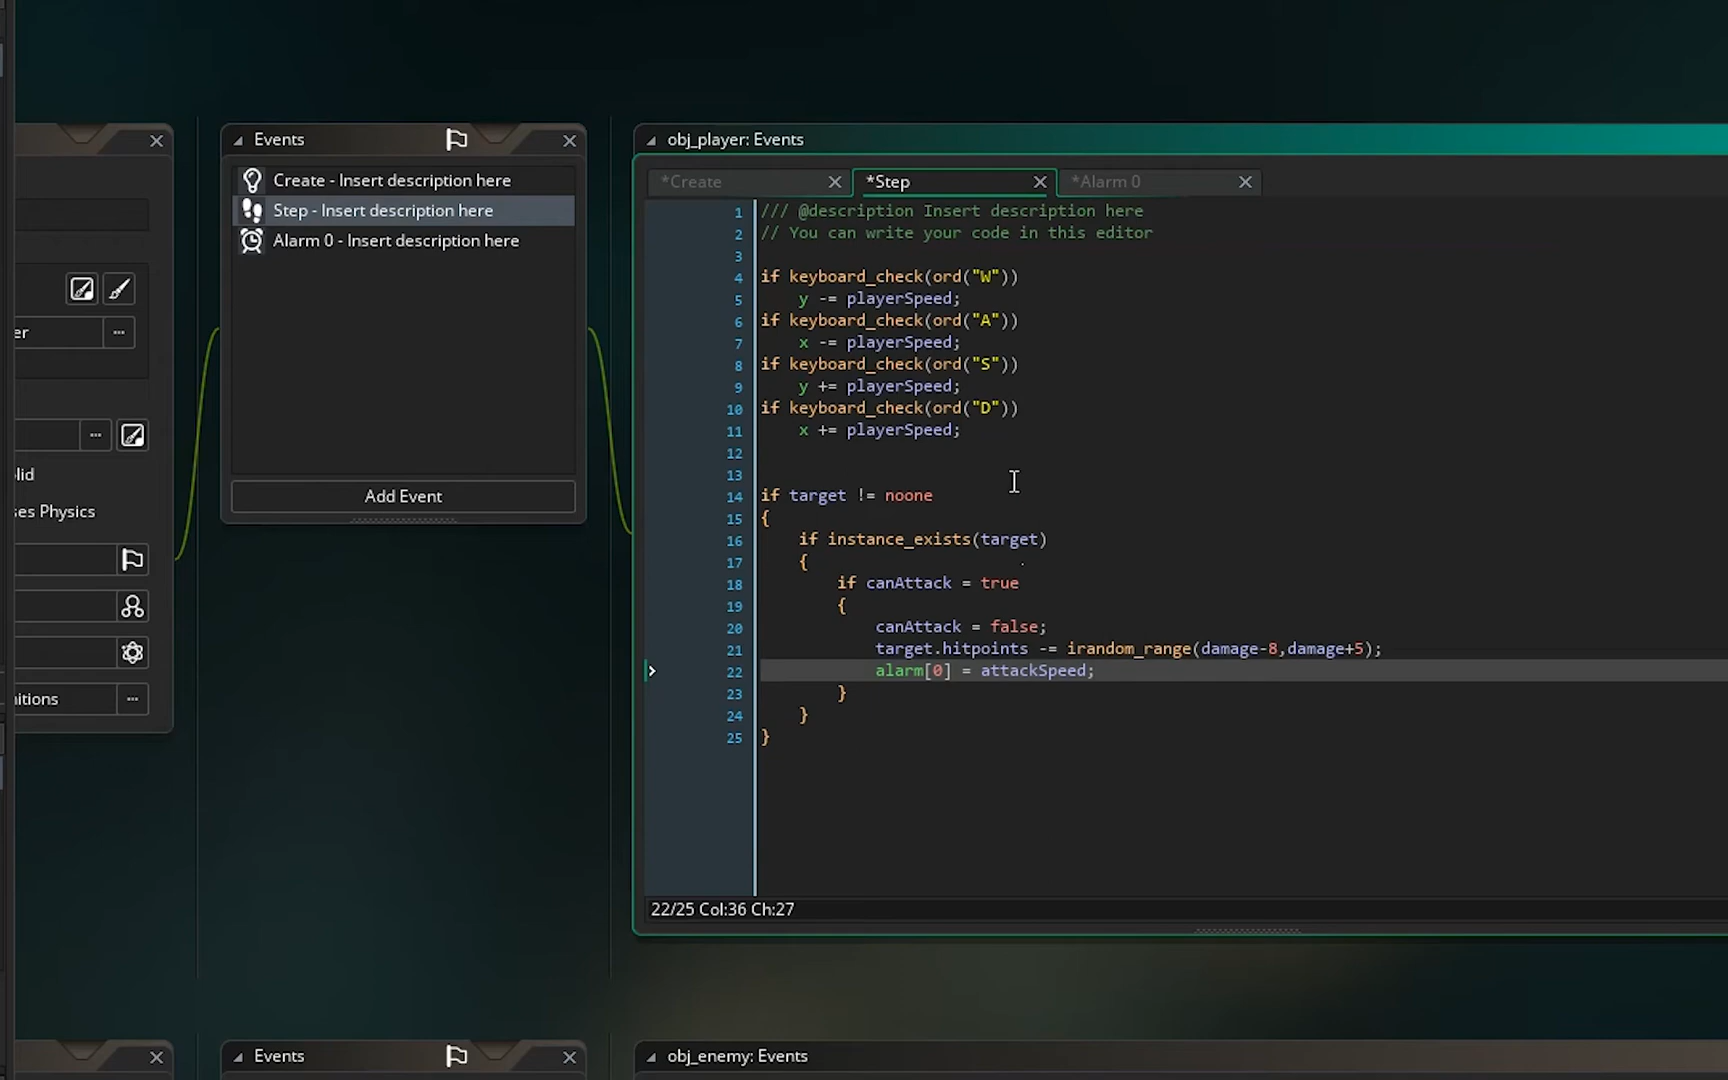 er
lid
ses Physics
nitions
Events
Create - Insert description here
Step - Insert description here
Alarm 0 - Insert description here
Add Event
obj_player: Events
*Create
*Step
*Alarm 0
1 /// @description Insert description here
2 // You can write your code in this editor
3
4 if keyboard_check(ord("W"))
5 y -= playerSpeed;
6 if keyboard_check(ord("A"))
7 x -= playerSpeed;
8 if keyboard_check(ord("S"))
9 y += playerSpeed;
10 if keyboard_check(ord("D"))
11 x += playerSpeed;
12
13
14 if target != noone
15 {
16 if instance_exists(target)
17 {
18 if canAttack = true
19 {
20 canAttack = false;
21 target.hitpoints -= irandom_range(damage-8,damage+5);
22 alarm[0] = attackSpeed;
23 }
24 }
25 }
22/25 Col:36 Ch:27
Events
obj_enemy: Events